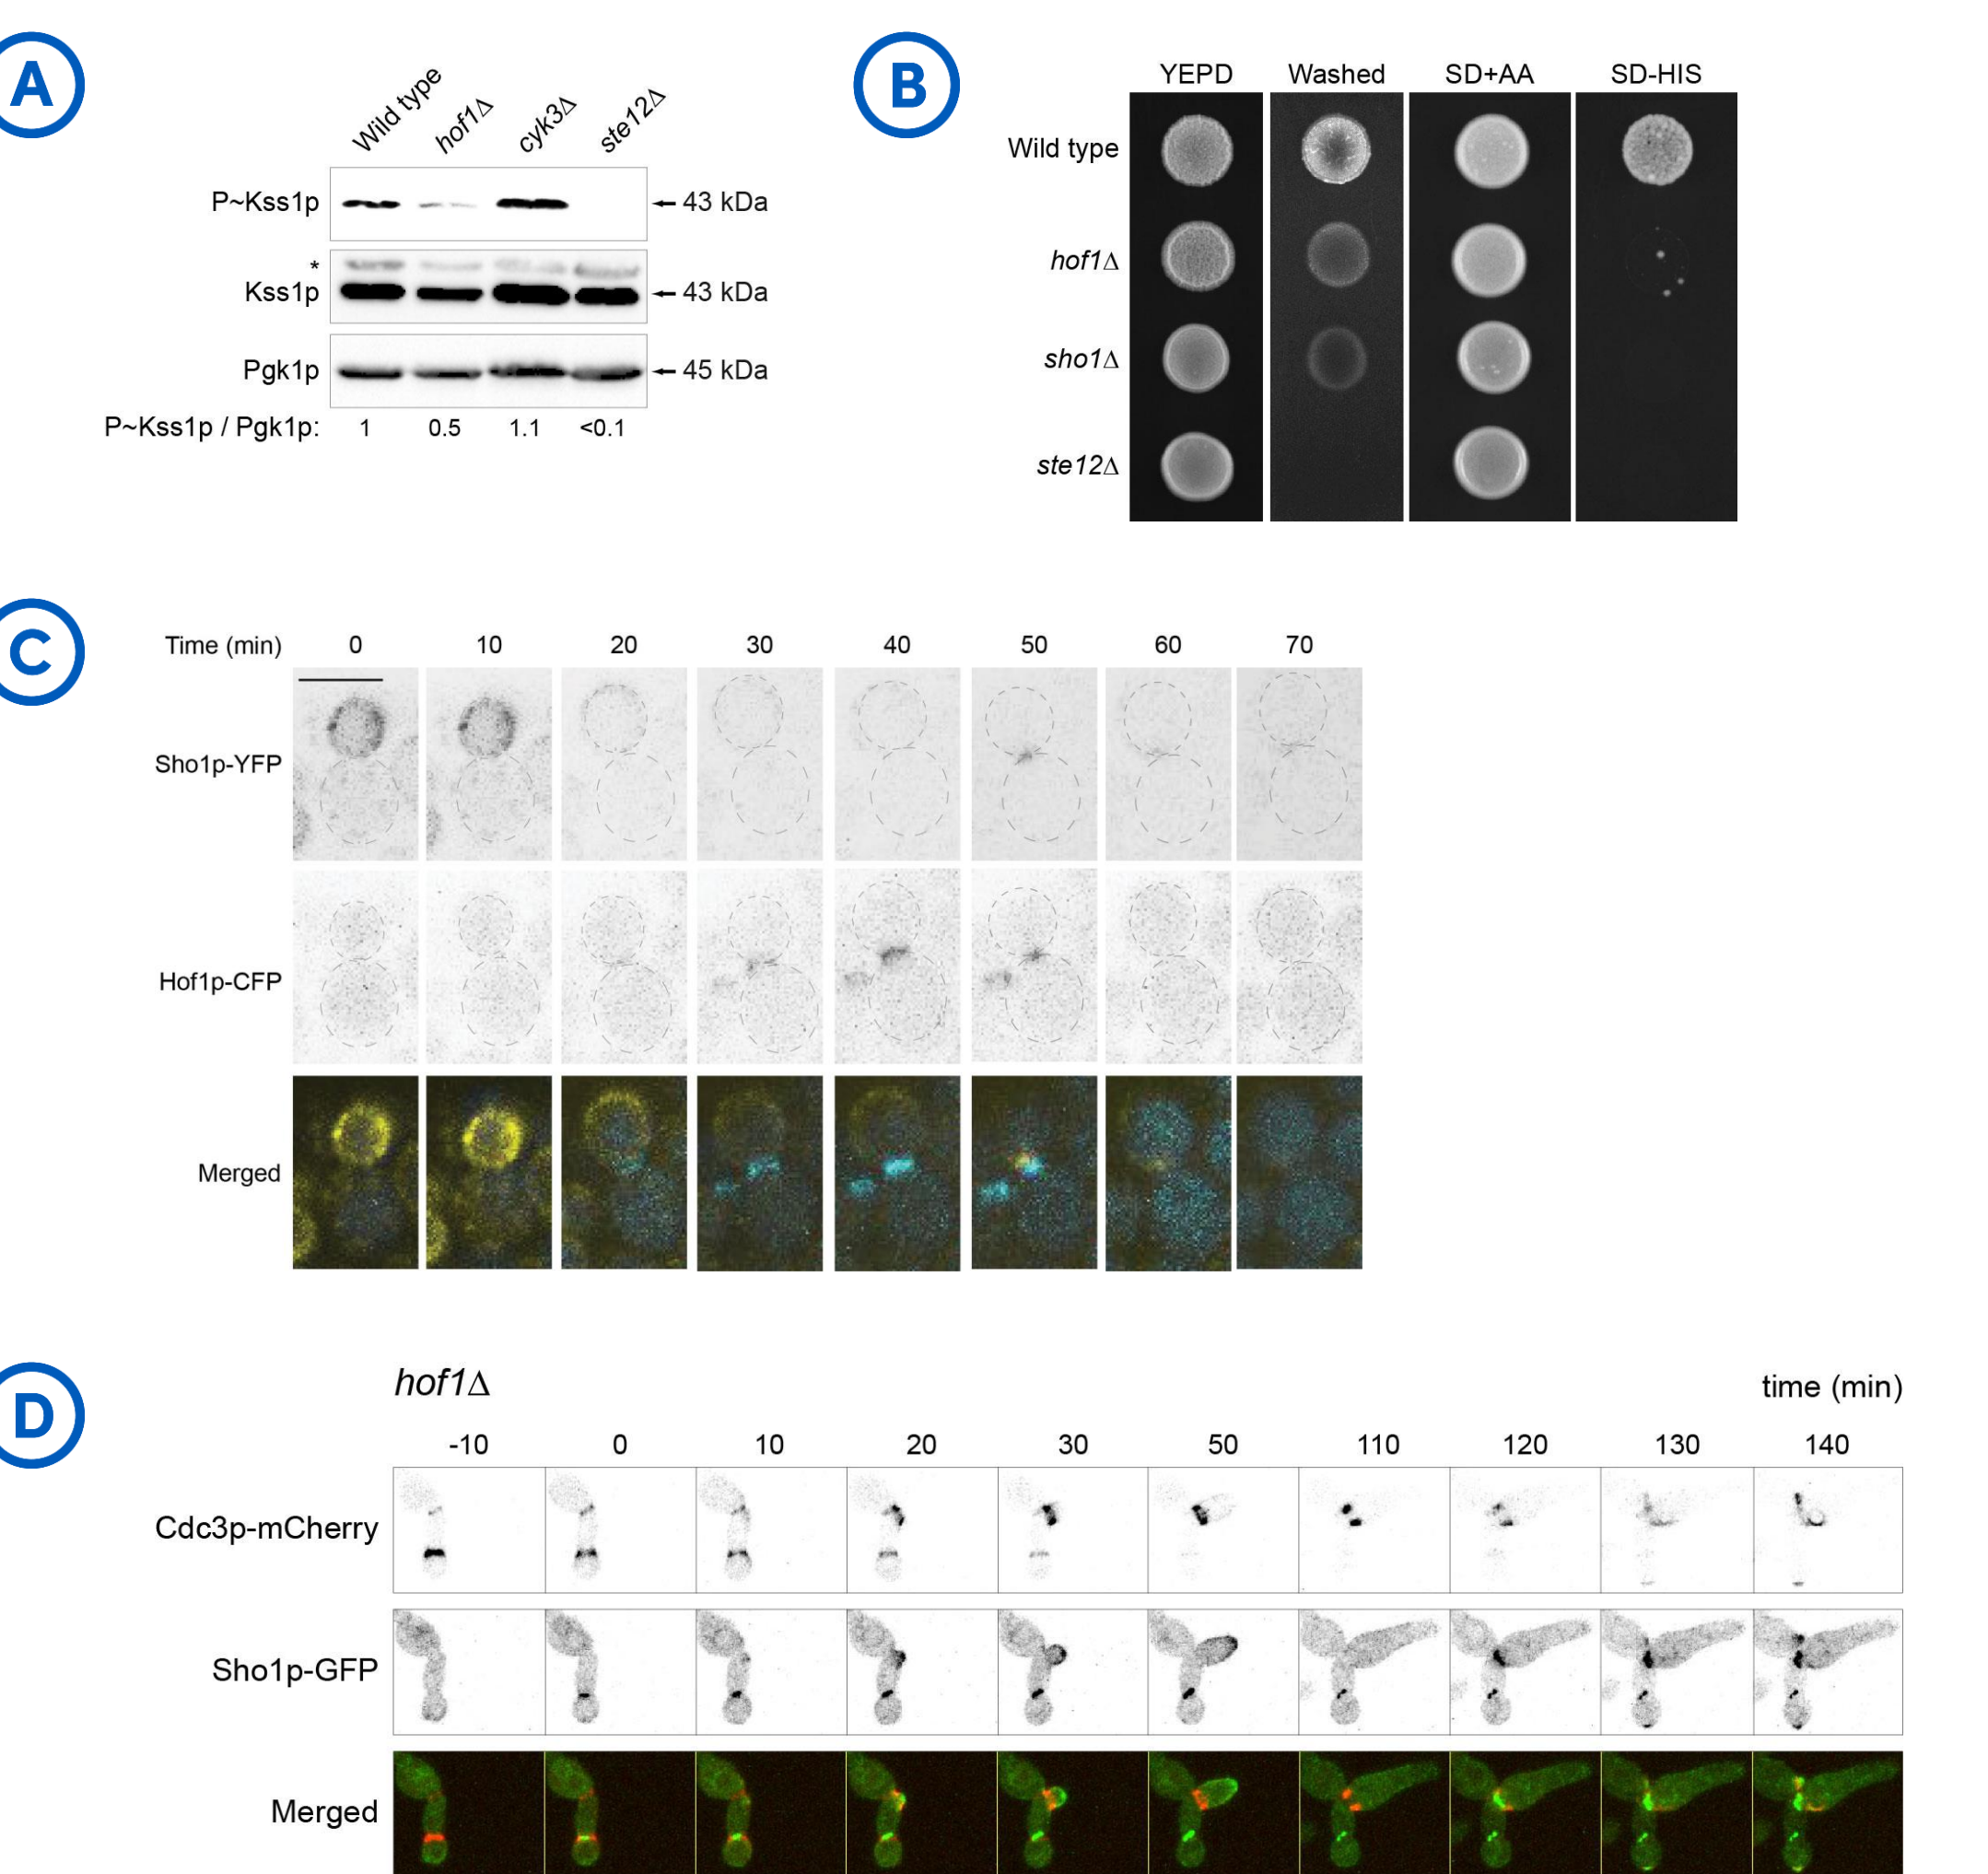 A
Wild type hof1Δ cyk3Δ ste12Δ
P~Kss1p ← 43 kDa
*
Kss1p ← 43 kDa
Pgk1p ← 45 kDa
P~Kss1p / Pgk1p: 1 0.5 1.1 <0.1
B
YEPD Washed SD+AA SD-HIS
Wild type
hof1Δ
sho1Δ
ste12Δ
C
Time (min) 0 10 20 30 40 50 60 70
Sho1p-YFP
Hof1p-CFP
Merged
D
hof1Δ time (min)
-10 0 10 20 30 50 110 120 130 140
Cdc3p-mCherry
Sho1p-GFP
Merged